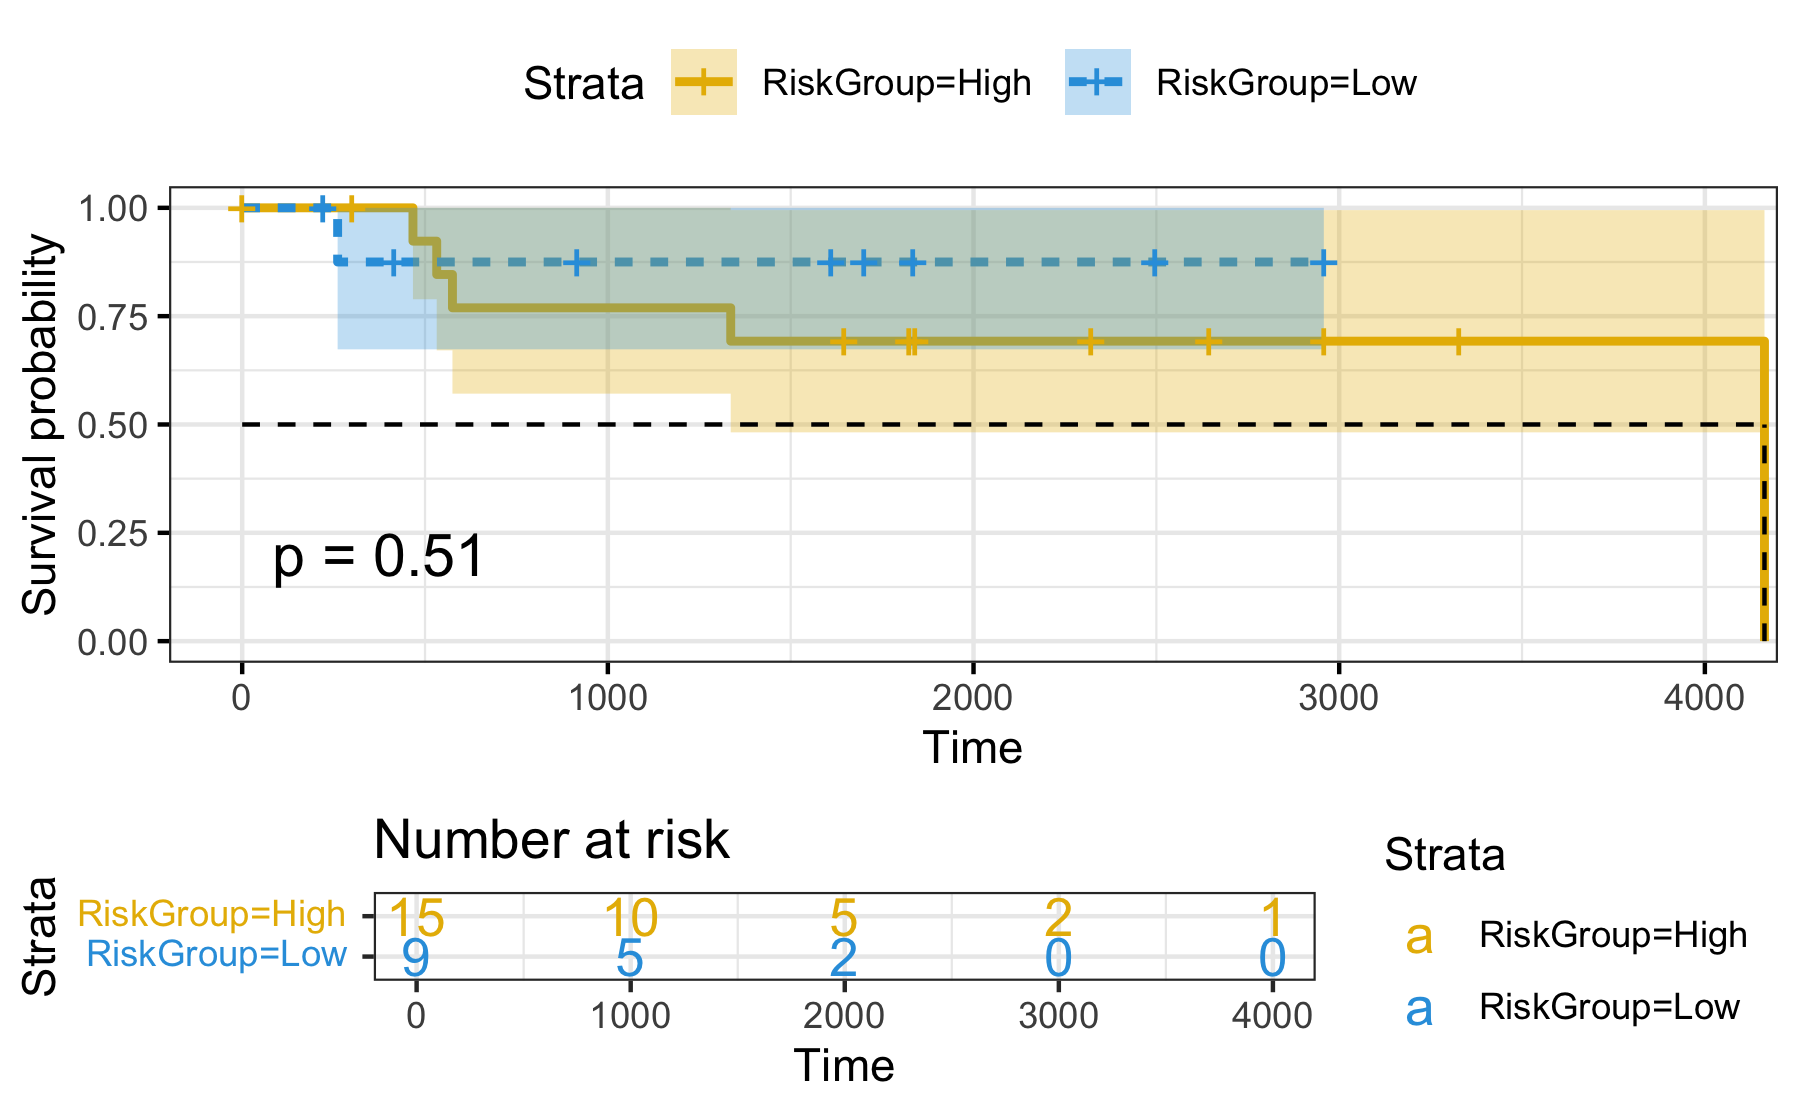 Strata RiskGroup=High RiskGroup=Low
Survival probability
1.00
0.75
0.50
0.25
0.00
p = 0.51
0 1000 2000 3000 4000
Time
Number at risk
Strata
RiskGroup=High 15 10 5 2 1
RiskGroup=Low 9 5 2 0 0
0 1000 2000 3000 4000
Time
Strata
a RiskGroup=High
a RiskGroup=Low